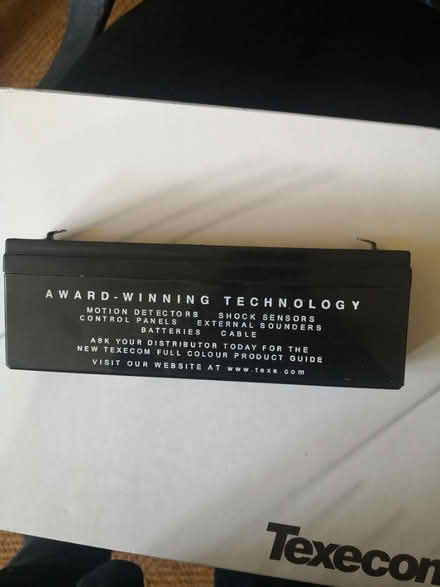 AWARD-WINNING TECHNOLOGY
MOTION DETECTORS SHOCK SENSORS
CONTROL PANELS EXTERNAL SOUNDERS
BATTERIES CABLE
ASK YOUR DISTRIBUTOR TODAY FOR THE
NEW TEXECOM FULL COLOUR PRODUCT GUIDE
VISIT OUR WEBSITE AT www.texe.com
Texecom